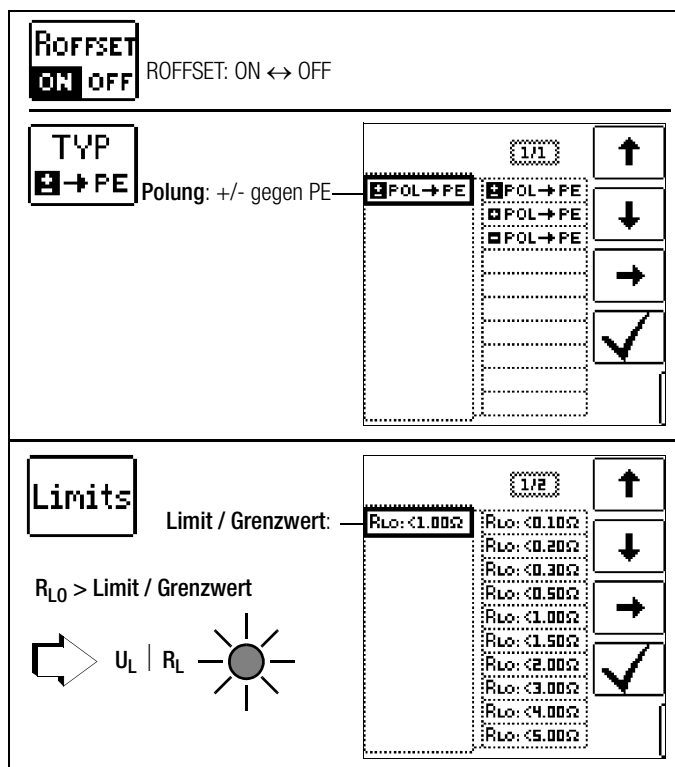 ROFFSET
ON OFF
ROFFSET: ON ↔ OFF
TYP
±→PE
Polung: +/- gegen PE
1/1
±POL→PE
±POL→PE
+POL→PE
-POL→PE
Limits
Limit / Grenzwert:
RLO > Limit / Grenzwert
UL | RL
1/2
RLO: <1.00Ω
RLO: <0.10Ω
RLO: <0.20Ω
RLO: <0.30Ω
RLO: <0.50Ω
RLO: <1.00Ω
RLO: <1.50Ω
RLO: <2.00Ω
RLO: <3.00Ω
RLO: <4.00Ω
RLO: <5.00Ω